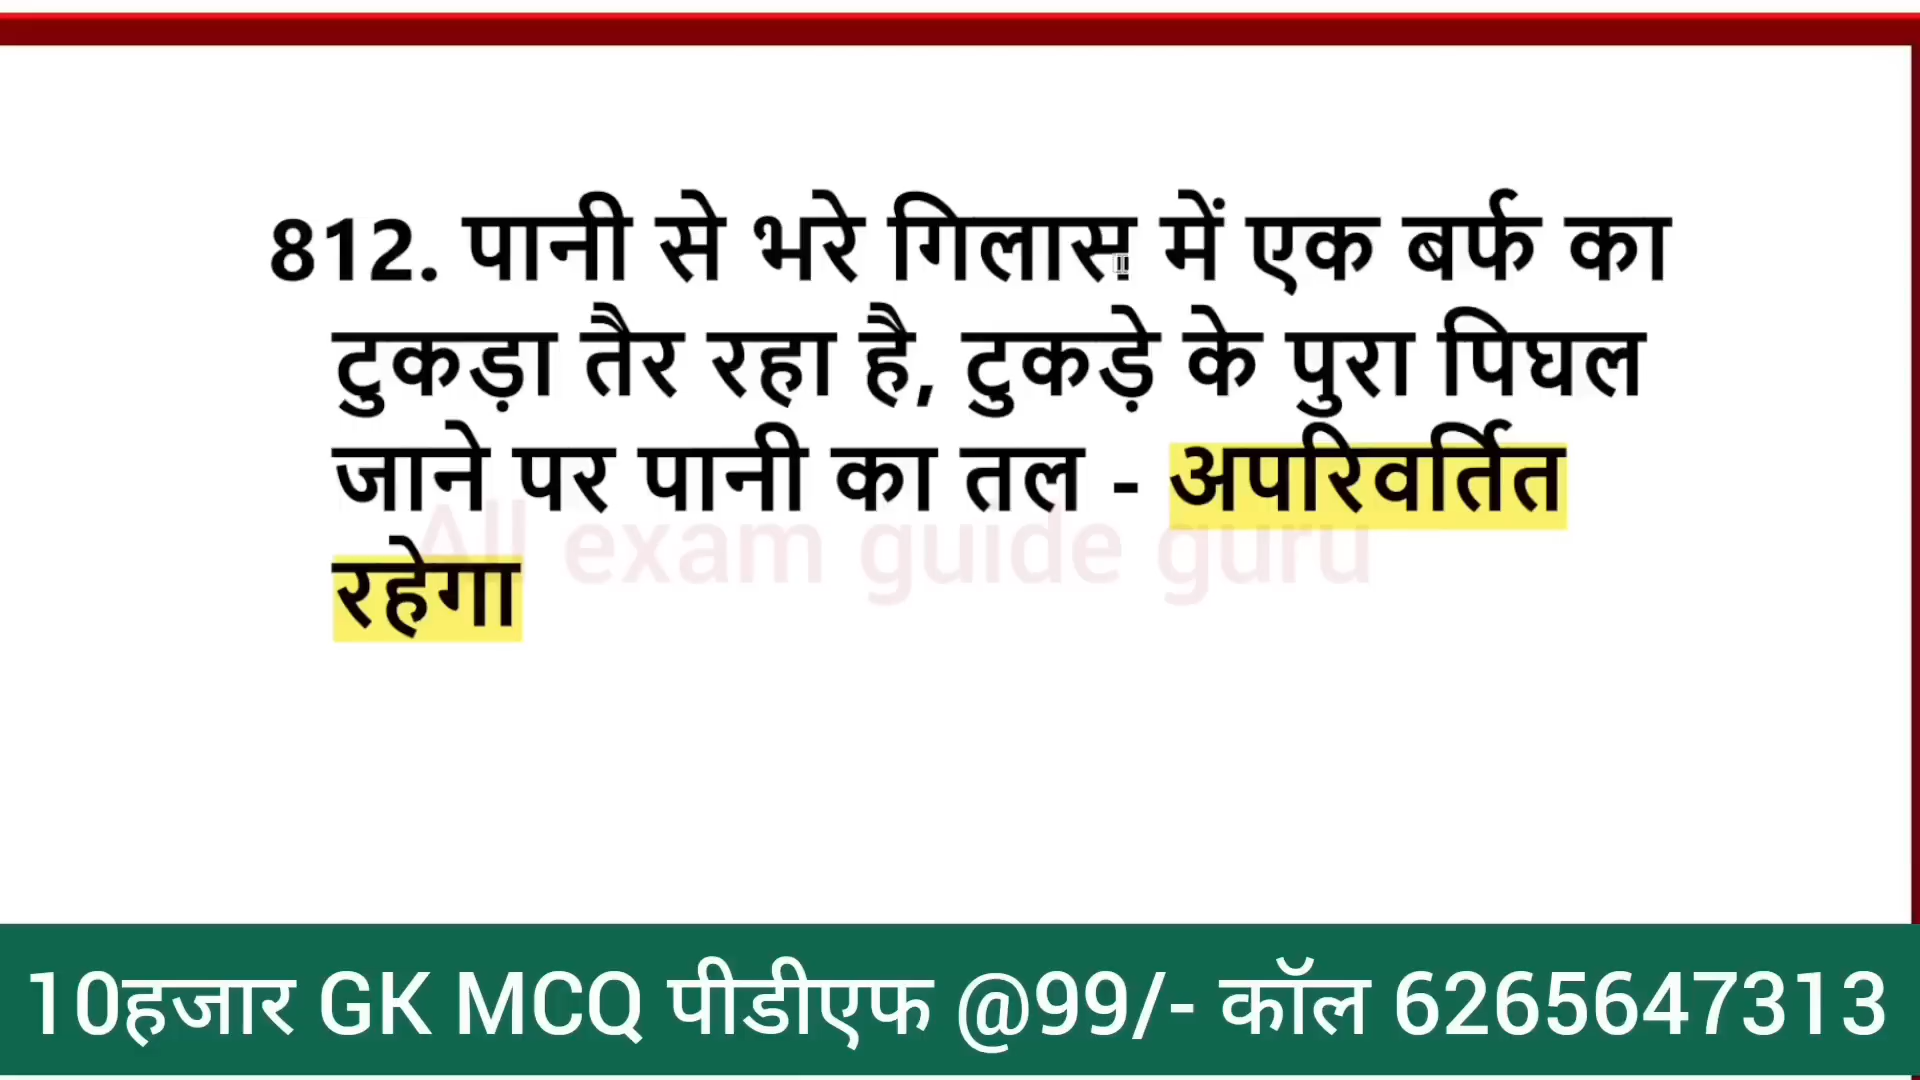 812. पानी से भरे गिलास में एक बर्फ का
टुकड़ा तैर रहा है, टुकड़े के पुरा पिघल
जाने पर पानी का तल - अपरिवर्तित
रहेगा
All exam guide guru
10हजार GK MCQ पीडीएफ @99/- कॉल 6265647313